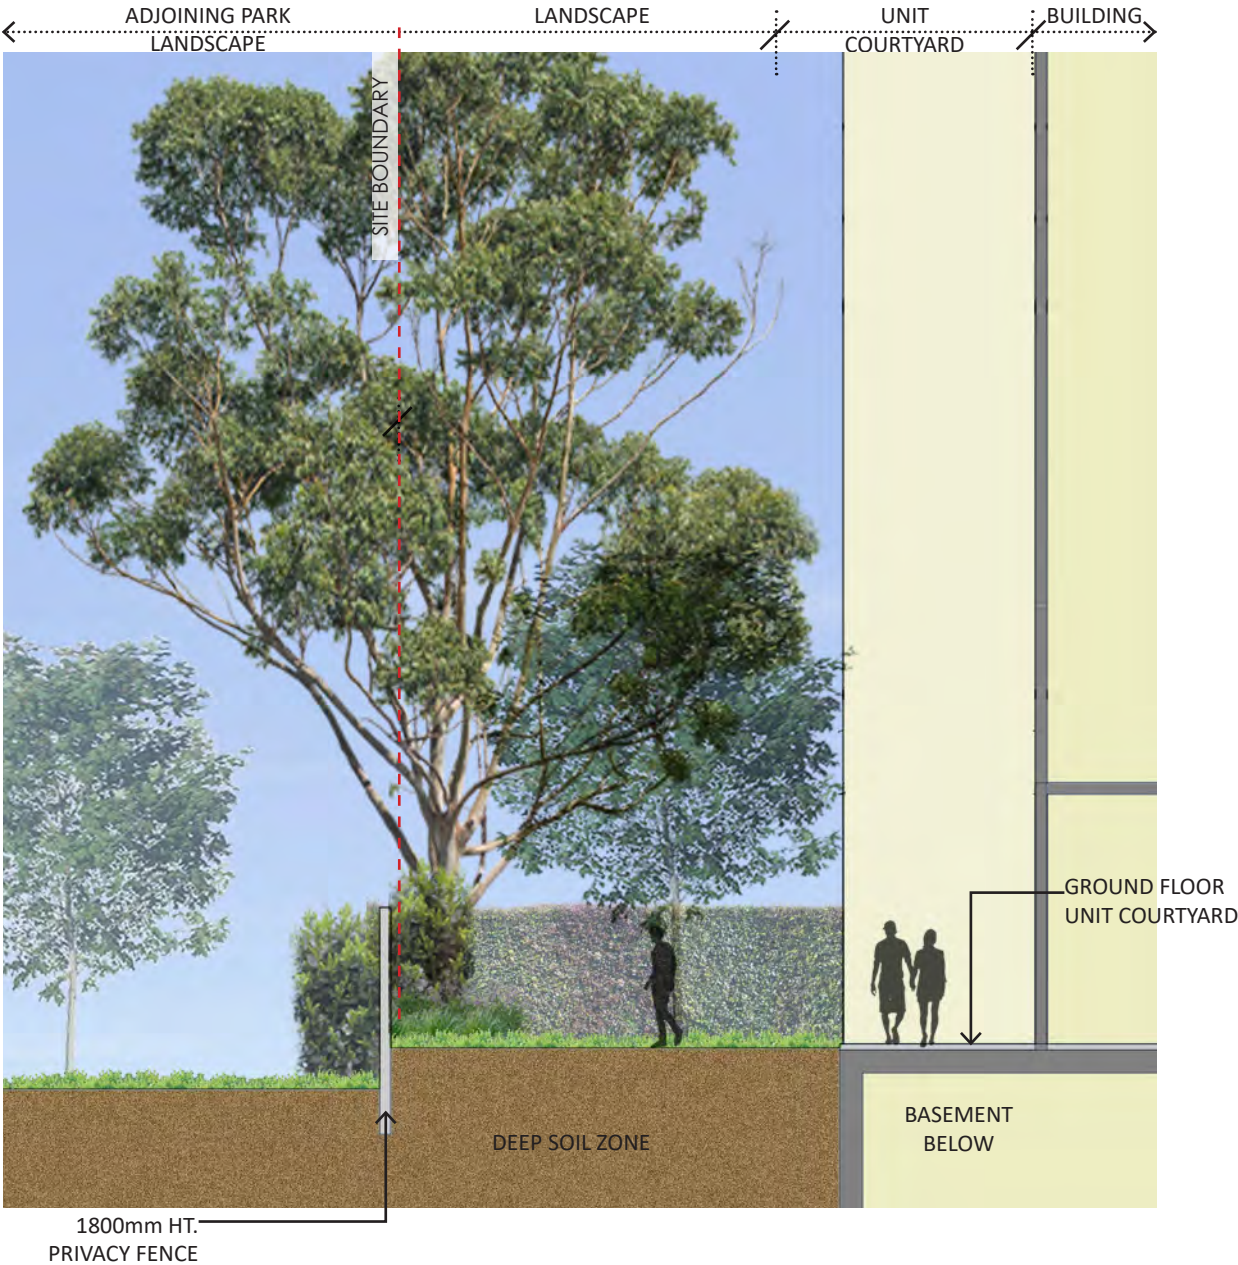 ADJOINING PARK
LANDSCAPE
LANDSCAPE
UNIT
COURTYARD
BUILDING
SITE BOUNDARY
GROUND FLOOR
UNIT COURTYARD
BASEMENT
BELOW
DEEP SOIL ZONE
1800mm HT.
PRIVACY FENCE